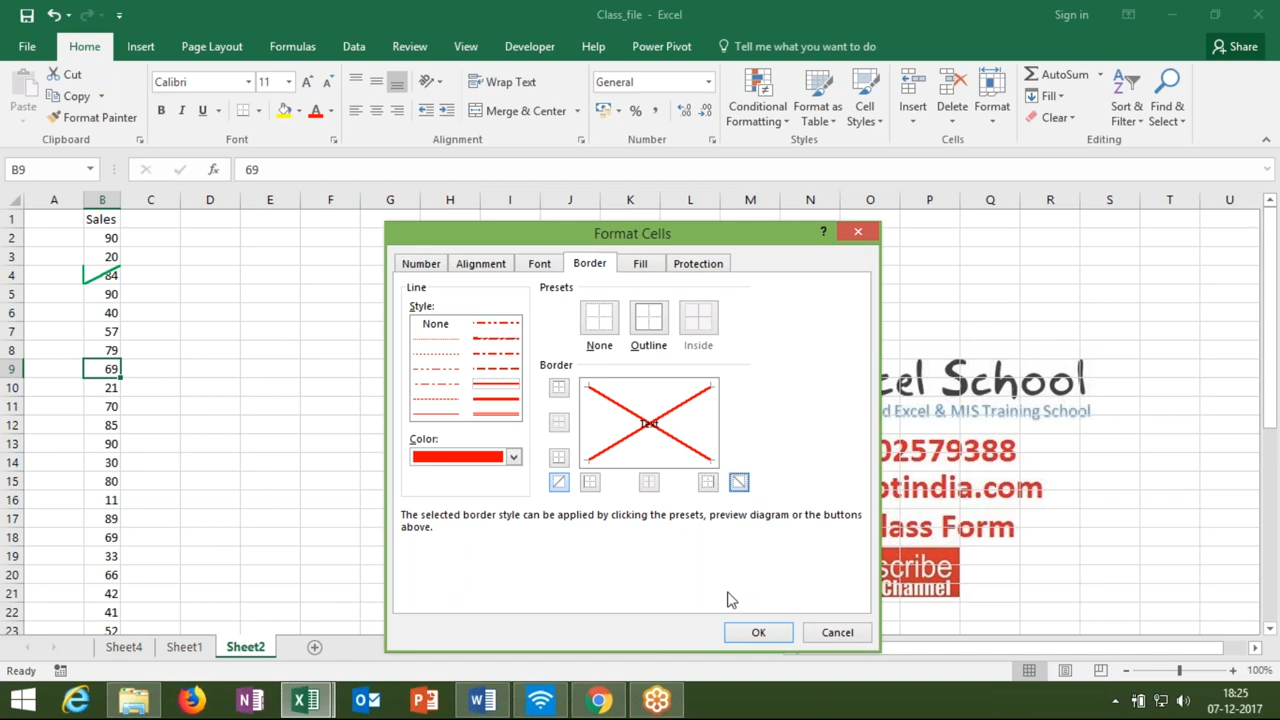 Class_file - Excel
Sign in
File Home Insert Page Layout Formulas Data Review View Developer Help Power Pivot Tell me what you want to do Share
Paste
Cut
Copy
Format Painter
Calibri 11
B I U A
Wrap Text
Merge & Center
General
Conditional Formatting
Format as Table
Cell Styles
Insert
Delete
Format
AutoSum
Fill
Clear
Sort & Filter
Find & Select
Clipboard Font Alignment Number Styles Cells Editing
B9 fx 69
A B C D E F G H I J K L M N O P Q R S T U
1 Sales
2 90
3 20
4 84
5 90
6 40
7 57
8 79
9 69
10 21
11 70
12 85
13 90
14 30
15 80
16 11
17 89
18 69
19 33
20 66
21 42
22 41
23 52
Format Cells ?
Number Alignment Font Border Fill Protection
Line
Style:
None
Color:
Presets
None Outline Inside
Border
Text
The selected border style can be applied by clicking the presets, preview diagram or the buttons
above.
OK Cancel
cel School
d Excel & MIS Training School
02579388
ptindia.com
lass Form
scribe
Channel
Sheet4 Sheet1 Sheet2
Ready
100%
18:25
07-12-2017